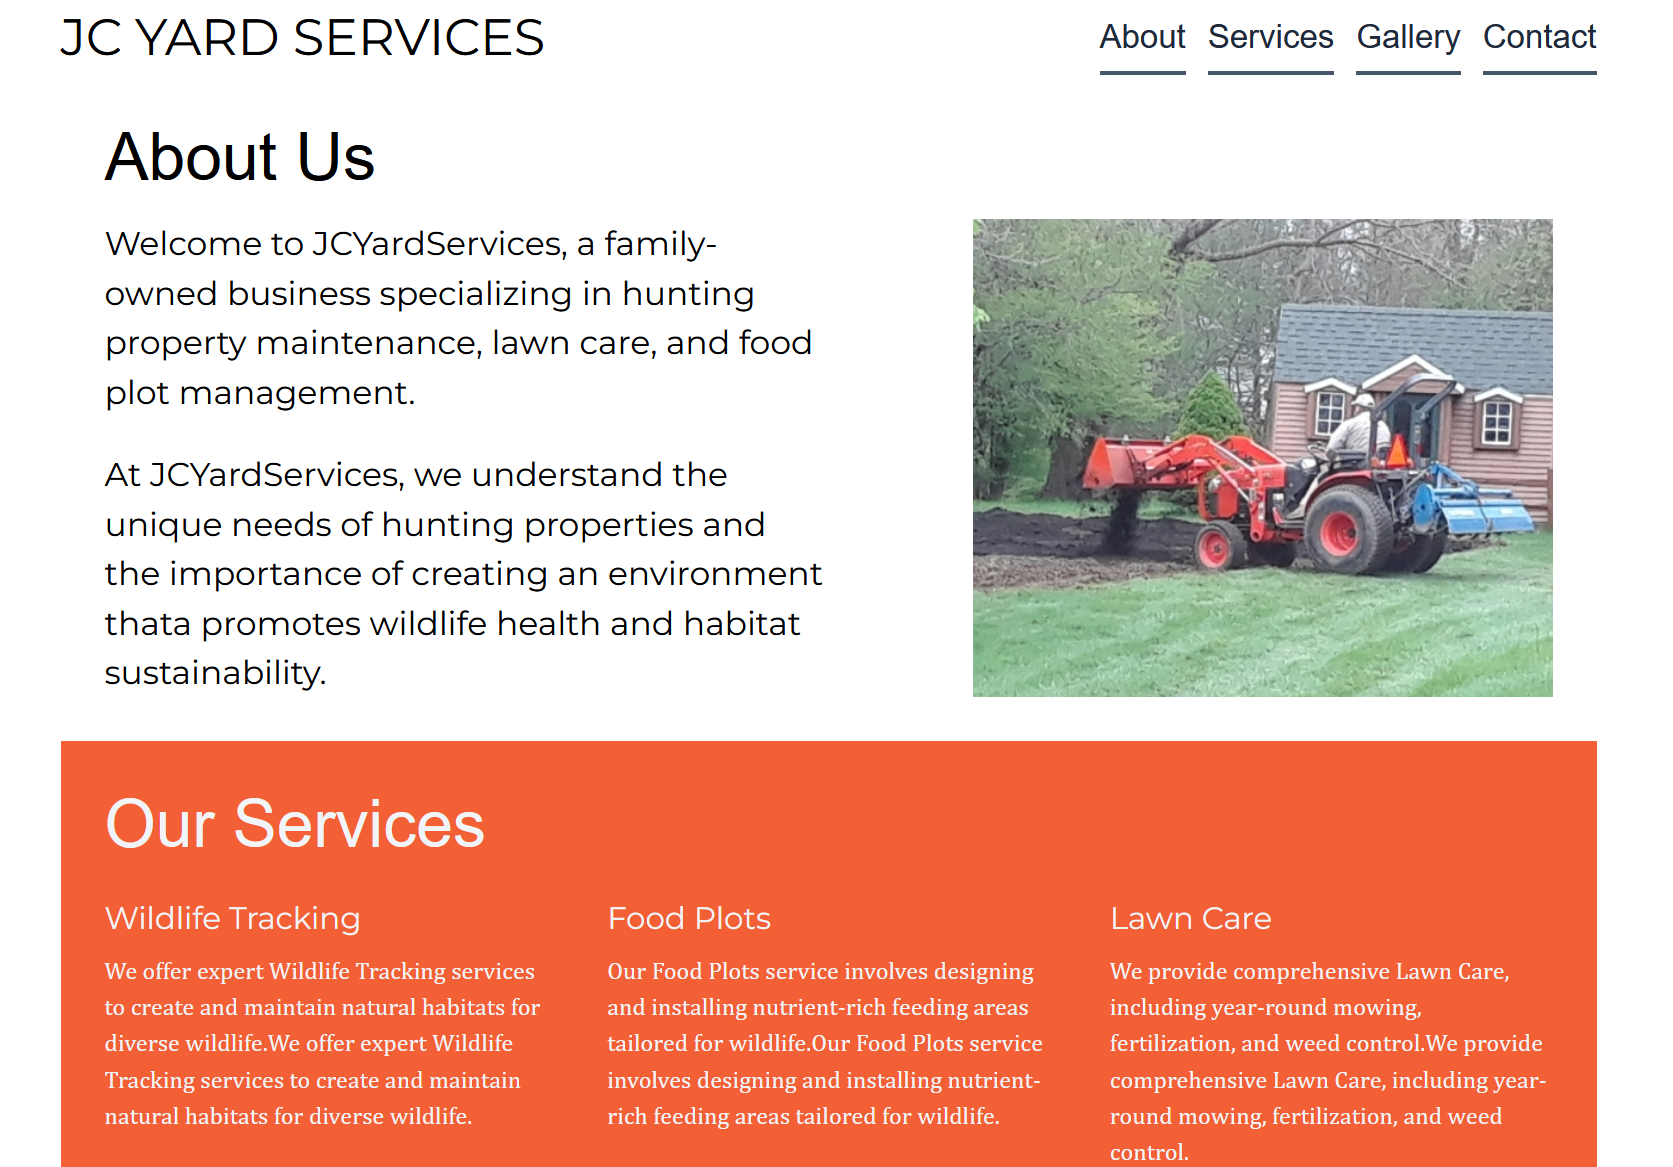 JC YARD SERVICES
About Services Gallery Contact
About Us
Welcome to JCYardServices, a family-
owned business specializing in hunting
property maintenance, lawn care, and food
plot management.
At JCYardServices, we understand the
unique needs of hunting properties and
the importance of creating an environment
thata promotes wildlife health and habitat
sustainability.
Our Services
Wildlife Tracking
We offer expert Wildlife Tracking services
to create and maintain natural habitats for
diverse wildlife.We offer expert Wildlife
Tracking services to create and maintain
natural habitats for diverse wildlife.
Food Plots
Our Food Plots service involves designing
and installing nutrient-rich feeding areas
tailored for wildlife.Our Food Plots service
involves designing and installing nutrient-
rich feeding areas tailored for wildlife.
Lawn Care
We provide comprehensive Lawn Care,
including year-round mowing,
fertilization, and weed control.We provide
comprehensive Lawn Care, including year-
round mowing, fertilization, and weed
control.